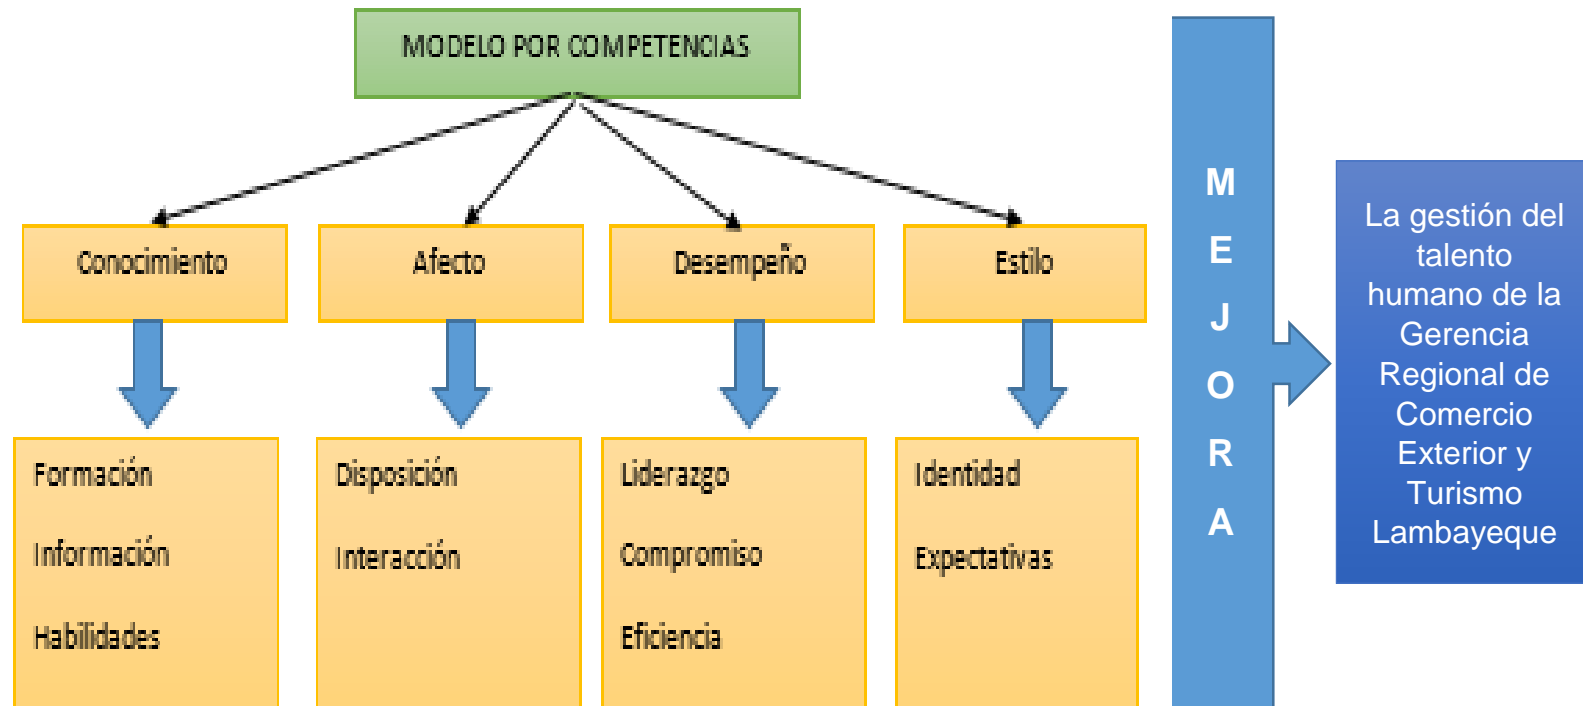 MODELO POR COMPETENCIAS
Conocimiento
Afecto
Desempeño
Estilo
Formación
Información
Habilidades
Disposición
Interacción
Liderazgo
Compromiso
Eficiencia
Identidad
Expectativas
M
E
J
O
R
A
La gestión del
talento
humano de la
Gerencia
Regional de
Comercio
Exterior y
Turismo
Lambayeque